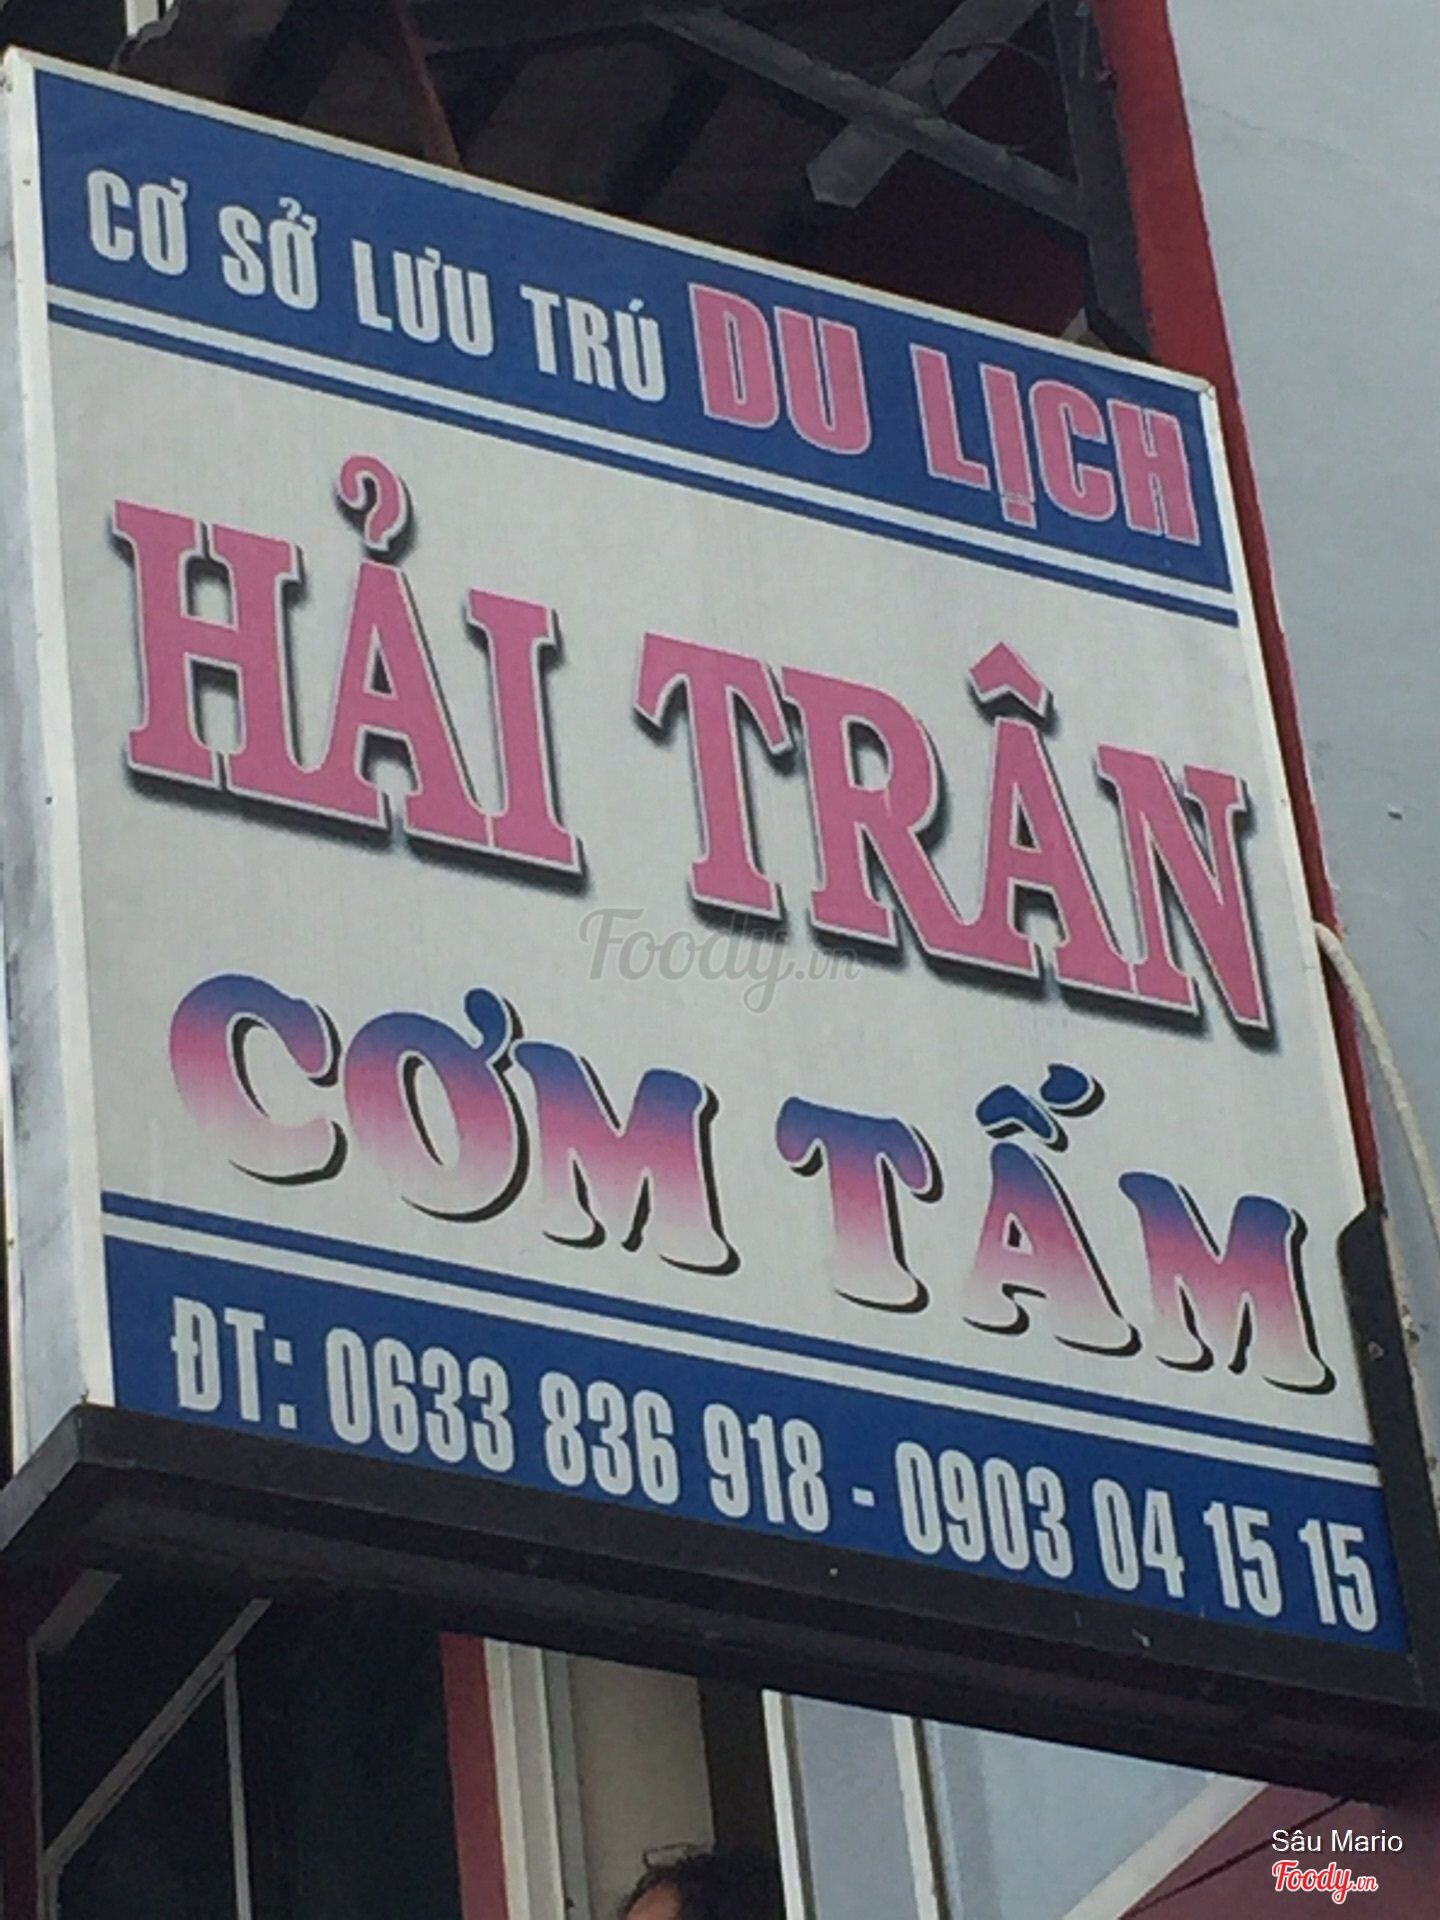 CƠ SỞ LƯU TRÚ DU LỊCH
HẢI TRÂN
Foody.vn
CƠM TẤM
ĐT: 0633 836 918 - 0903 04 15 15
Sâu Mario
Foody.vn